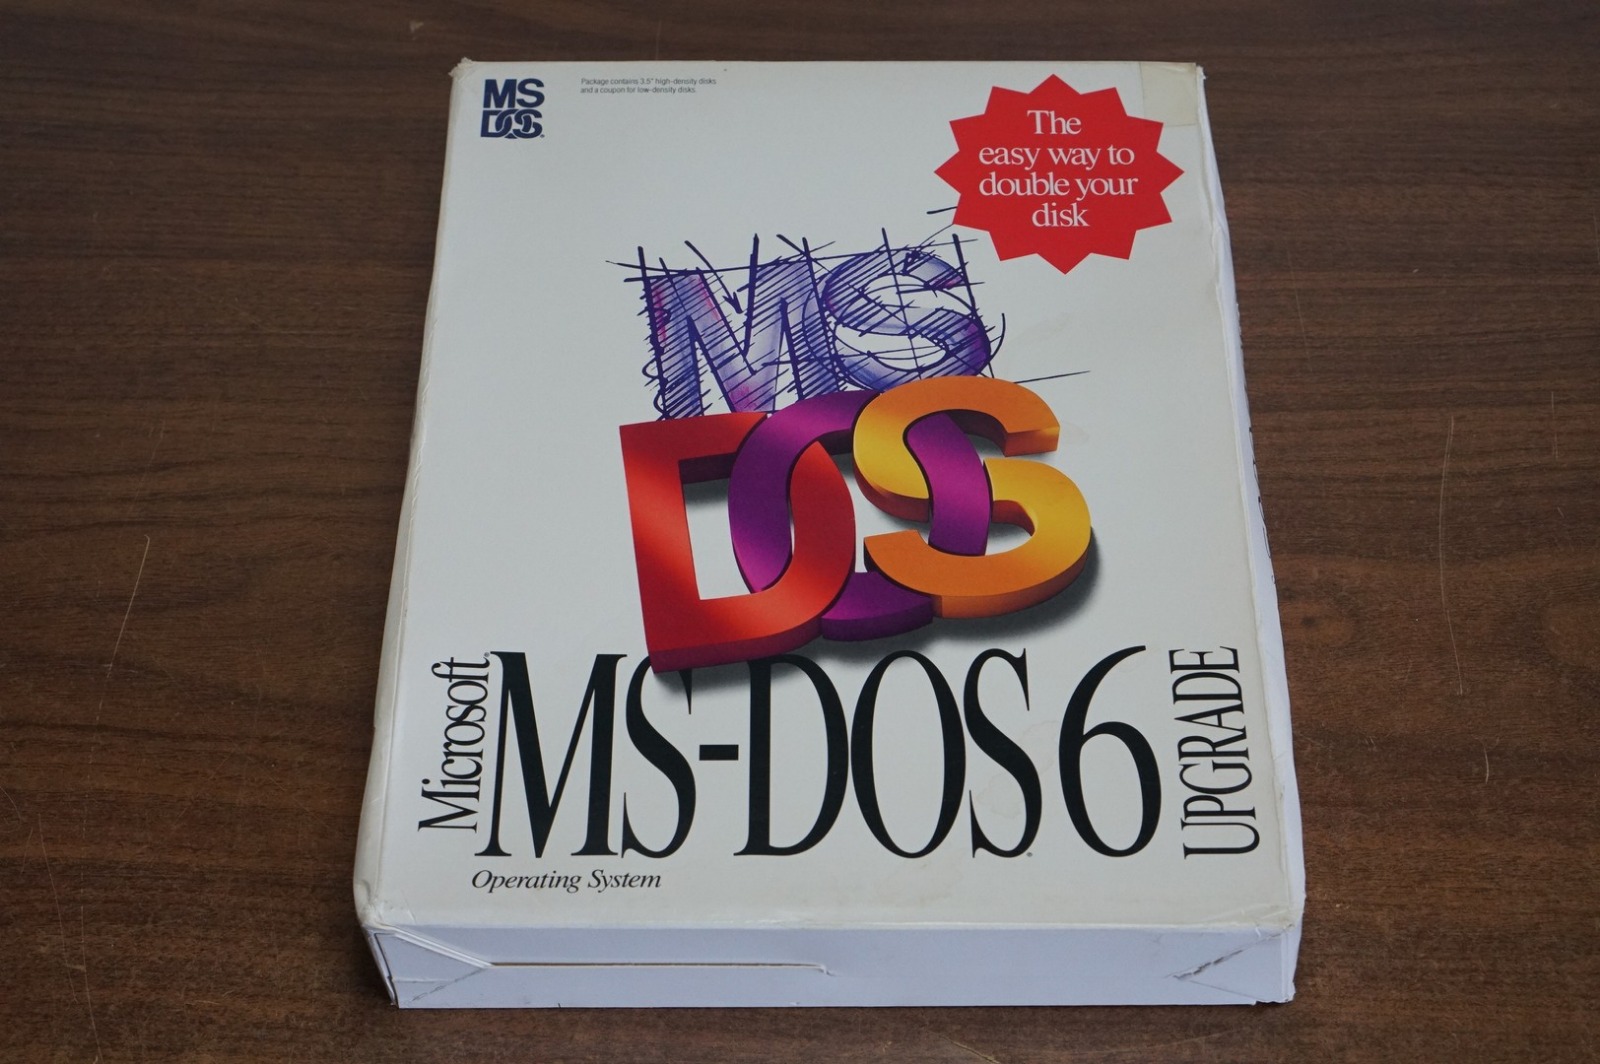 MS
DOS
Package contains 3.5" high-density disks
and a coupon for low-density disks.
The
easy way to
double your
disk
MS
DOS
Microsoft®
MS-DOS 6
UPGRADE
Operating System